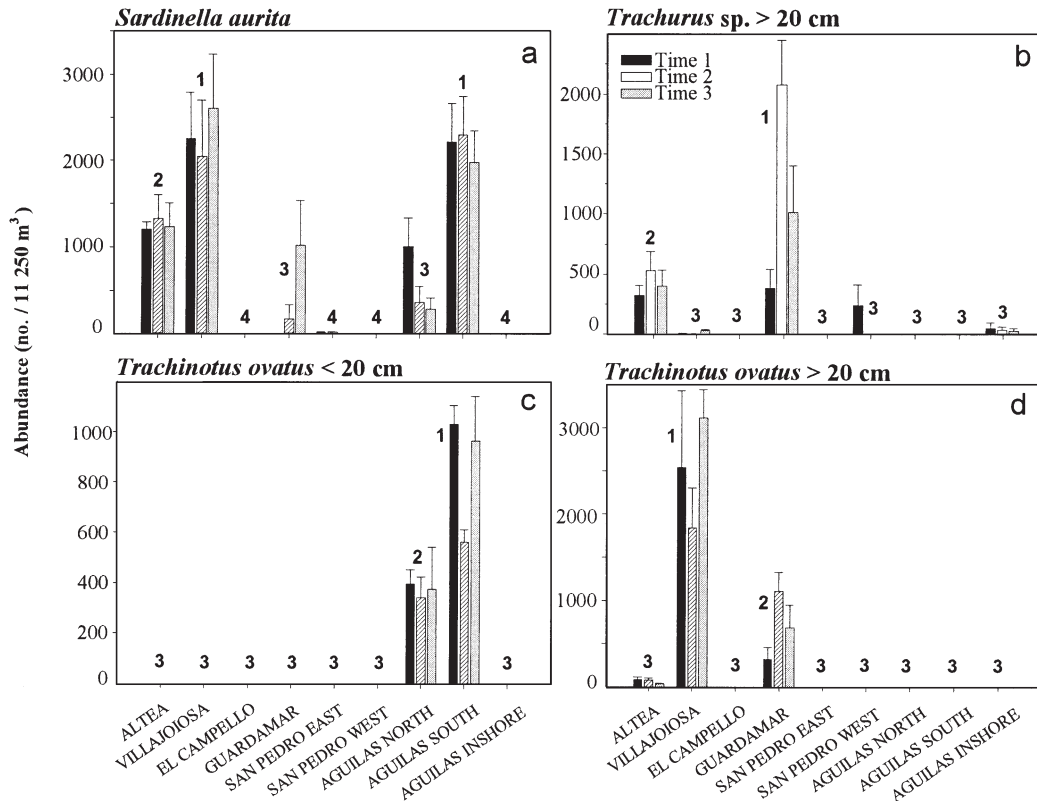 Sardinella aurita
Trachurus sp. > 20 cm
a
b
Time 1
Time 2
Time 3
3000
2000
1000
0
2 1 4 3 4 4 3 1 4
2000
1500
1000
500
0
2 3 3 1 3 3 3 3 3
Abundance (no. / 11 250 m3)
Trachinotus ovatus < 20 cm
Trachinotus ovatus > 20 cm
c
d
1000
800
600
400
200
0
3 3 3 3 3 3 2 1 3
3000
2000
1000
0
3 1 3 2 3 3 3 3 3
ALTEA
VILLAJOIOSA
EL CAMPELLO
GUARDAMAR
SAN PEDRO EAST
SAN PEDRO WEST
AGUILAS NORTH
AGUILAS SOUTH
AGUILAS INSHORE
ALTEA
VILLAJOIOSA
EL CAMPELLO
GUARDAMAR
SAN PEDRO EAST
SAN PEDRO WEST
AGUILAS NORTH
AGUILAS SOUTH
AGUILAS INSHORE